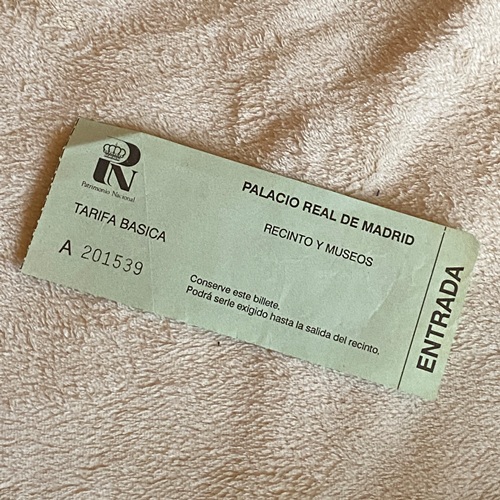 PN
Patrimonio Nacional
TARIFA BASICA
A 201539
PALACIO REAL DE MADRID
RECINTO Y MUSEOS
Conserve este billete.
Podrá serle exigido hasta la salida del recinto.
ENTRADA